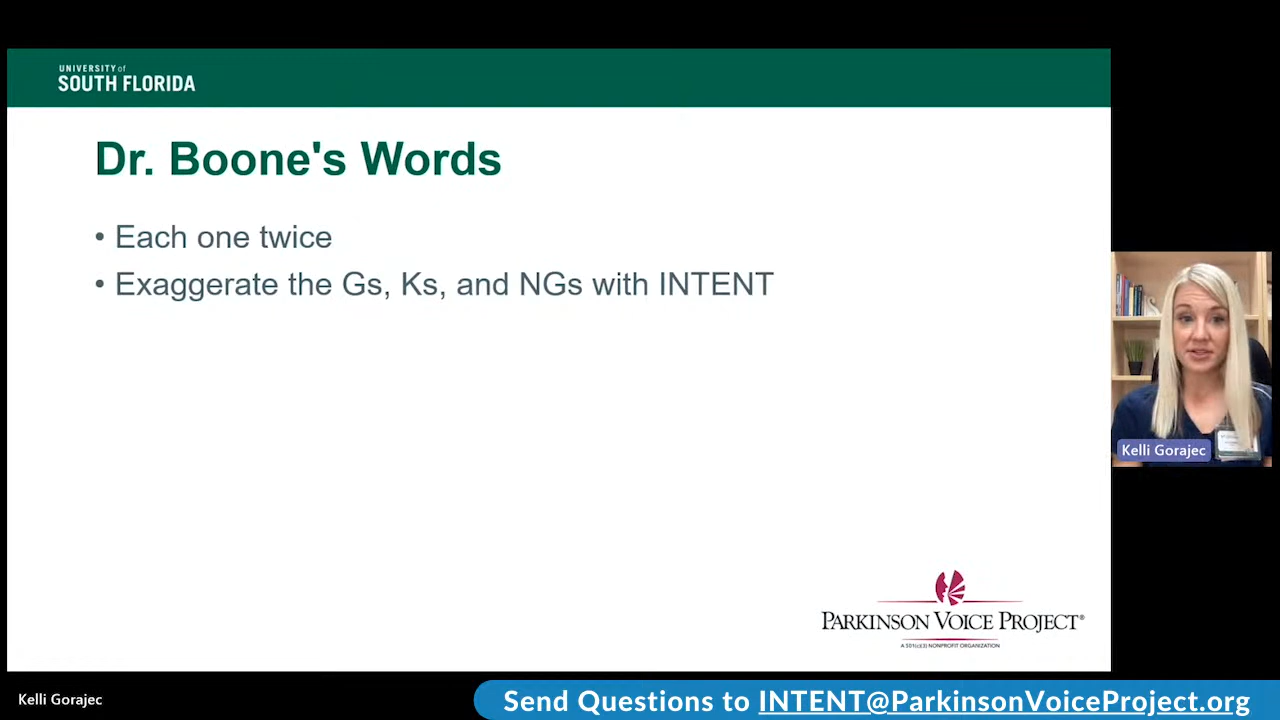 UNIVERSITY of
SOUTH FLORIDA
Dr. Boone's Words
• Each one twice
• Exaggerate the Gs, Ks, and NGs with INTENT
Kelli Gorajec
PARKINSON VOICE PROJECT®
A 501(c)(3) NONPROFIT ORGANIZATION
Kelli Gorajec
Send Questions to INTENT@ParkinsonVoiceProject.org